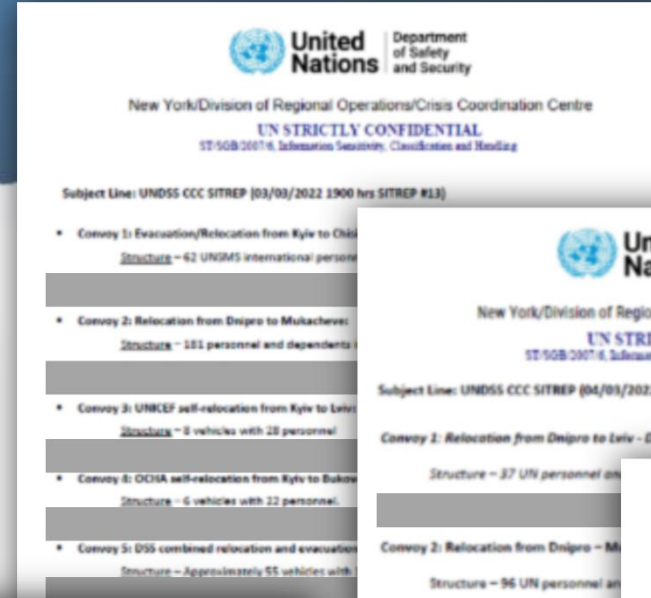 United Nations
Department of Safety and Security
New York/Division of Regional Operations/Crisis Coordination Centre
UN STRICTLY CONFIDENTIAL
ST/SGB/2007/6, Information Sensitivity, Classification and Handling
Subject Line: UNDSS CCC SITREP (03/03/2022 1900 hrs SITREP #13)
• Convoy 1: Evacuation/Relocation from Kyiv to
Structure – 62 UNSMS international
• Convoy 2: Relocation from Dnipro to Mukacheve:
Structure – 181 personnel and dependents
• Convoy 3: UNICEF self-relocation from Kyiv to Lviv:
Structure – 8 vehicles with 28 personnel
• Convoy 4: OCHA self-relocation from Kyiv to
Structure – 6 vehicles with 22 personnel.
• Convoy 5: DSS combined relocation and evacuation
Structure – Approximately 55 vehicles with
New York/Division of
UN
ST/SGB/2007/6,
Subject Line: UNDSS CCC SITREP
Convoy 1: Relocation from Dnipro to Lviv -
Structure – 37 UN personnel
Convoy 2: Relocation from Dnipro –
Structure – 96 UN personnel